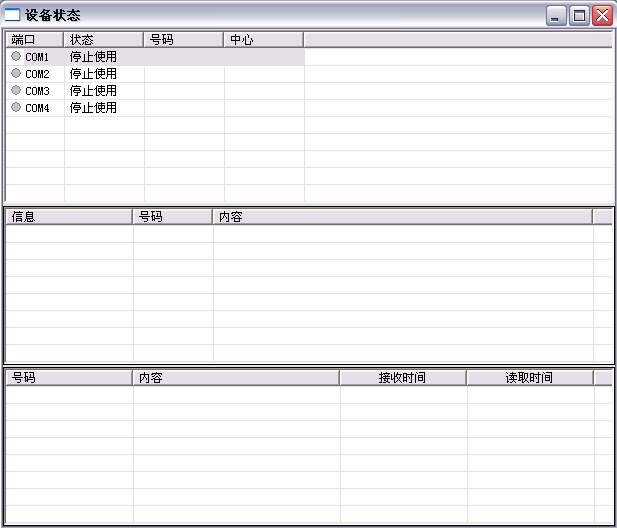 设备状态
端口 状态 号码 中心
COM1 停止使用
COM2 停止使用
COM3 停止使用
COM4 停止使用
信息 号码 内容
号码 内容 接收时间 读取时间